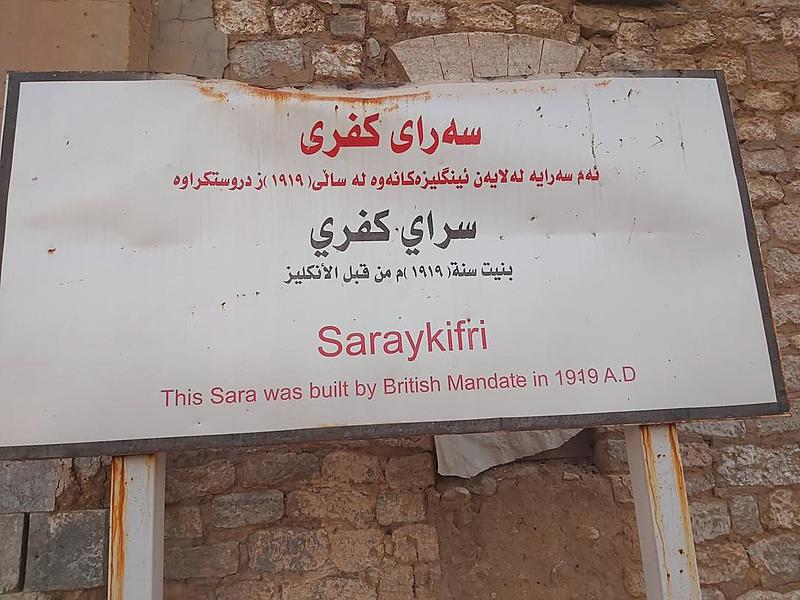 سەرای کفری
ئەم سەرایە لەلایەن ئینگلیزەکانەوە لە ساڵی( ١٩١٩ )ز دروستکراوە
سراي كفري
بنيت سنة( ١٩١٩ )م من قبل الأنكليز
Saraykifri
This Sara was built by British Mandate in 1919 A.D